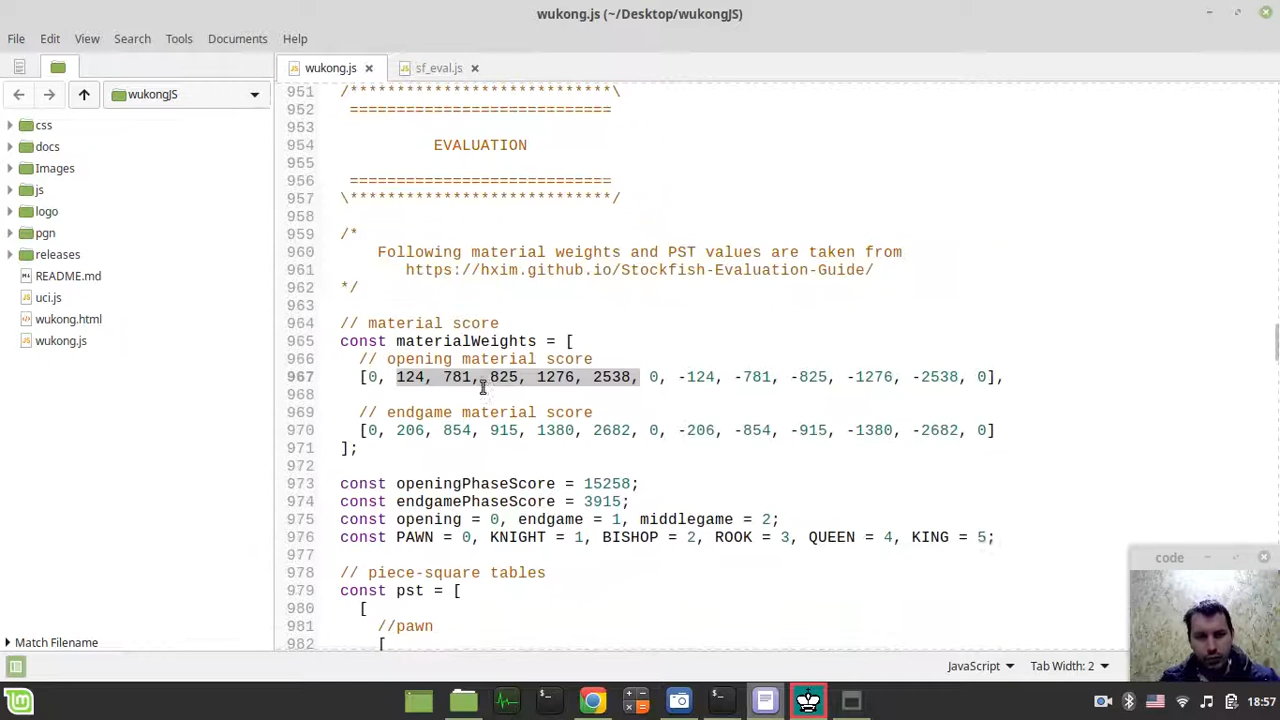 wukong.js (~/Desktop/wukongJS)
File Edit View Search Tools Documents Help
wukong.js
sf_eval.js
wukongJS
css
docs
Images
js
logo
pgn
releases
README.md
uci.js
wukong.html
wukong.js
Match Filename
951 /****************************\
952 ============================
953
954 EVALUATION
955
956 ============================
957 \****************************/
958
959 /*
960 Following material weights and PST values are taken from
961 https://hxim.github.io/Stockfish-Evaluation-Guide/
962 */
963
964 // material score
965 const materialWeights = [
966 // opening material score
967 [0, 124, 781, 825, 1276, 2538, 0, -124, -781, -825, -1276, -2538, 0],
968
969 // endgame material score
970 [0, 206, 854, 915, 1380, 2682, 0, -206, -854, -915, -1380, -2682, 0]
971 ];
972
973 const openingPhaseScore = 15258;
974 const endgamePhaseScore = 3915;
975 const opening = 0, endgame = 1, middlegame = 2;
976 const PAWN = 0, KNIGHT = 1, BISHOP = 2, ROOK = 3, QUEEN = 4, KING = 5;
977
978 // piece-square tables
979 const pst = [
980 [
981 //pawn
982 [
code
JavaScript
Tab Width: 2
18:57